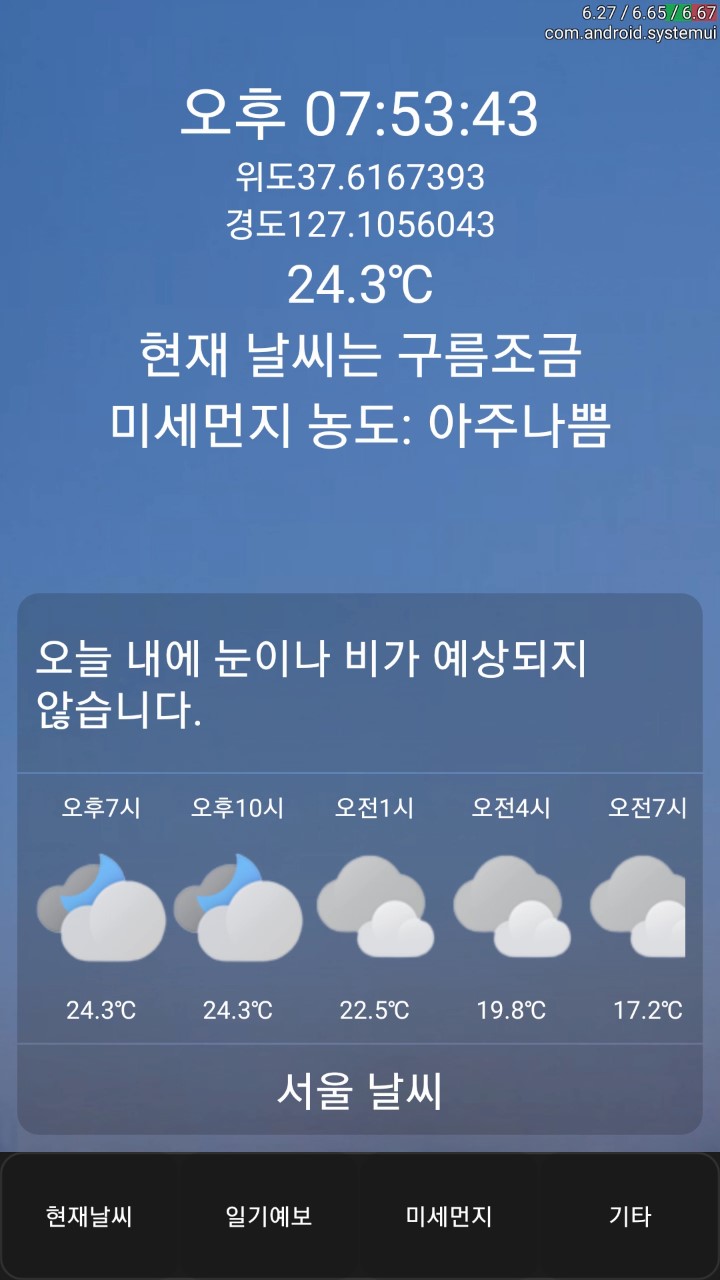 6.27 / 6.65 / 6.67
com.android.systemui
오후 07:53:43
위도37.6167393
경도127.1056043
24.3℃
현재 날씨는 구름조금
미세먼지 농도: 아주나쁨
오늘 내에 눈이나 비가 예상되지
않습니다.
오후7시 오후10시 오전1시 오전4시 오전7시
24.3℃ 24.3℃ 22.5℃ 19.8℃ 17.2℃
서울 날씨
현재날씨 일기예보 미세먼지 기타